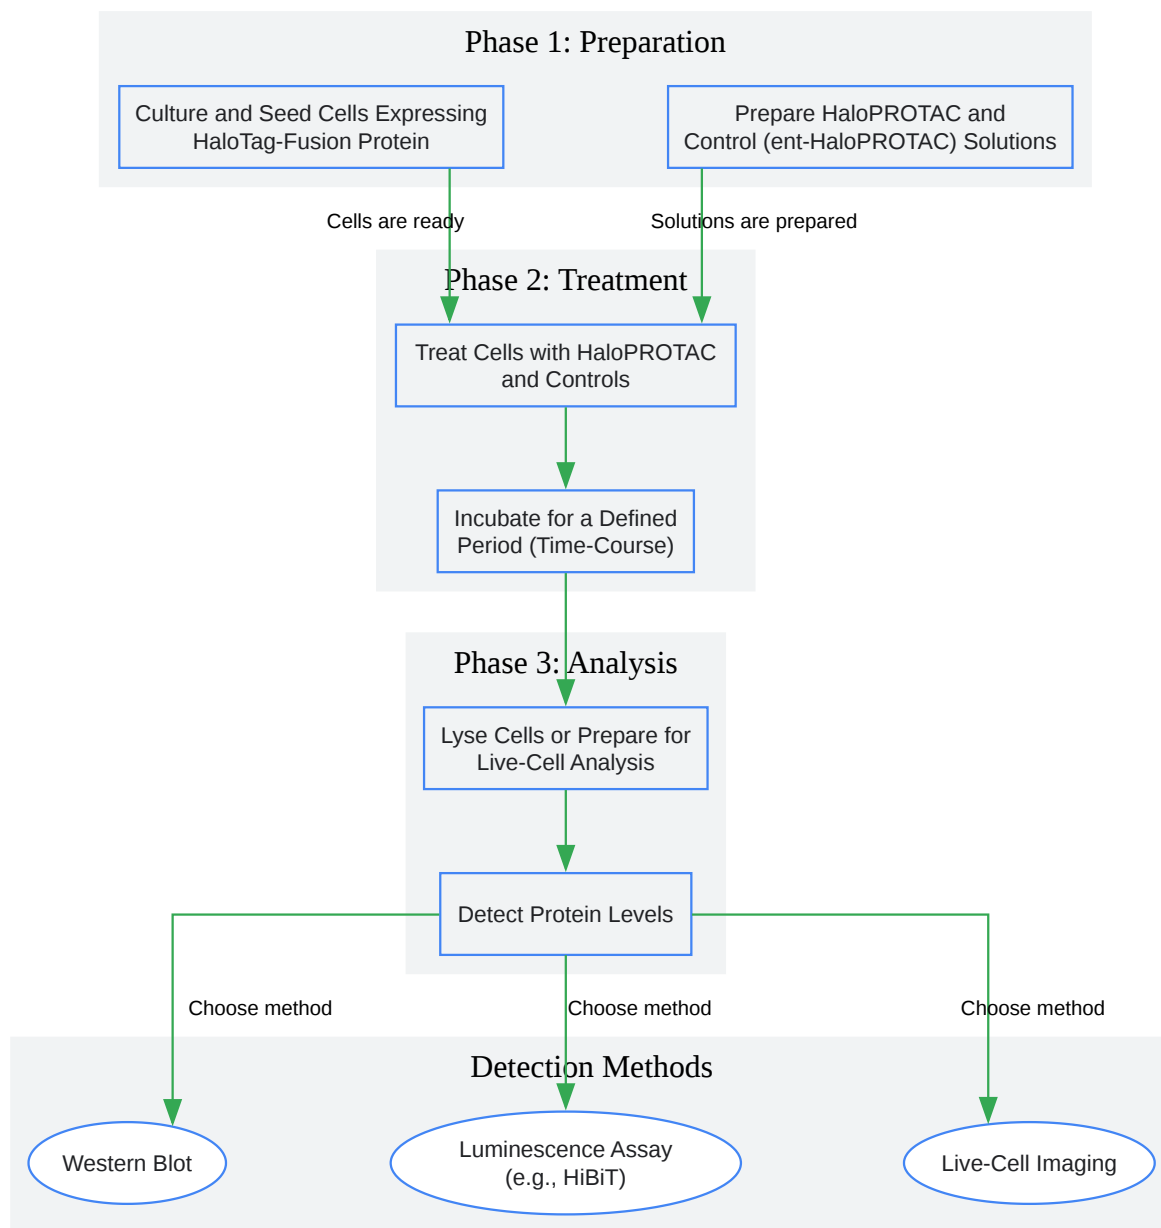 Phase 1: Preparation
Culture and Seed Cells Expressing
HaloTag-Fusion Protein
Prepare HaloPROTAC and
Control (ent-HaloPROTAC) Solutions
Cells are ready
Solutions are prepared
Phase 2: Treatment
Treat Cells with HaloPROTAC
and Controls
Incubate for a Defined
Period (Time-Course)
Phase 3: Analysis
Lyse Cells or Prepare for
Live-Cell Analysis
Detect Protein Levels
Choose method
Choose method
Choose method
Detection Methods
Western Blot
Luminescence Assay
(e.g., HiBiT)
Live-Cell Imaging